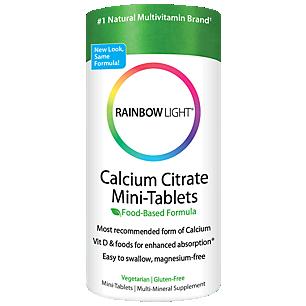 #1 Natural Multivitamin Brand†
New Look,
Same
Formula!
RAINBOW LIGHT®
Calcium Citrate
Mini-Tablets
Food-Based Formula
Most recommended form of Calcium
Vit D & foods for enhanced absorption*
Easy to swallow, magnesium-free
Vegetarian | Gluten-Free
Mini-Tablets | Multi-Mineral Supplement